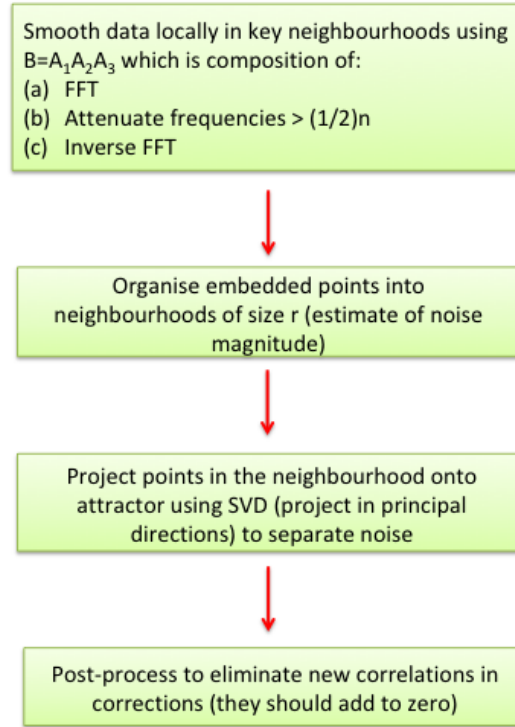 Smooth data locally in key neighbourhoods using
B=A₁A₂A₃ which is composition of:
(a) FFT
(b) Attenuate frequencies > (1/2)n
(c) Inverse FFT
Organise embedded points into
neighbourhoods of size r (estimate of noise
magnitude)
Project points in the neighbourhood onto
attractor using SVD (project in principal
directions) to separate noise
Post-process to eliminate new correlations in
corrections (they should add to zero)